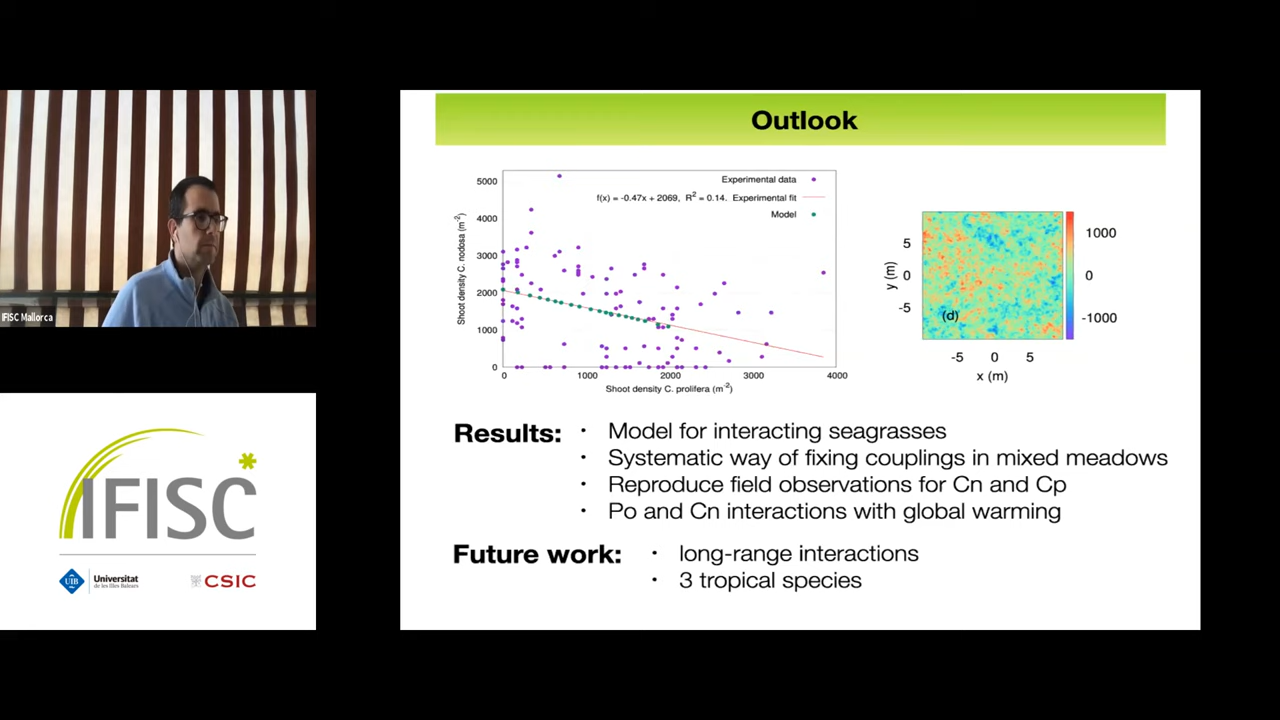 Outlook
Experimental data
f(x) = -0.47x + 2069, R² = 0.14. Experimental fit
Model
5000
4000
3000
2000
1000
0
Shoot density C. nodosa (m⁻²)
0 1000 2000 3000 4000
Shoot density C. prolifera (m⁻²)
5
0
-5
y (m)
(d)
-5 0 5
x (m)
1000
0
-1000
IFISC Mallorca
Results:
· Model for interacting seagrasses
· Systematic way of fixing couplings in mixed meadows
· Reproduce field observations for Cn and Cp
· Po and Cn interactions with global warming
Future work:
· long-range interactions
· 3 tropical species
IFISC
UIB
Universitat
de les Illes Balears
CSIC